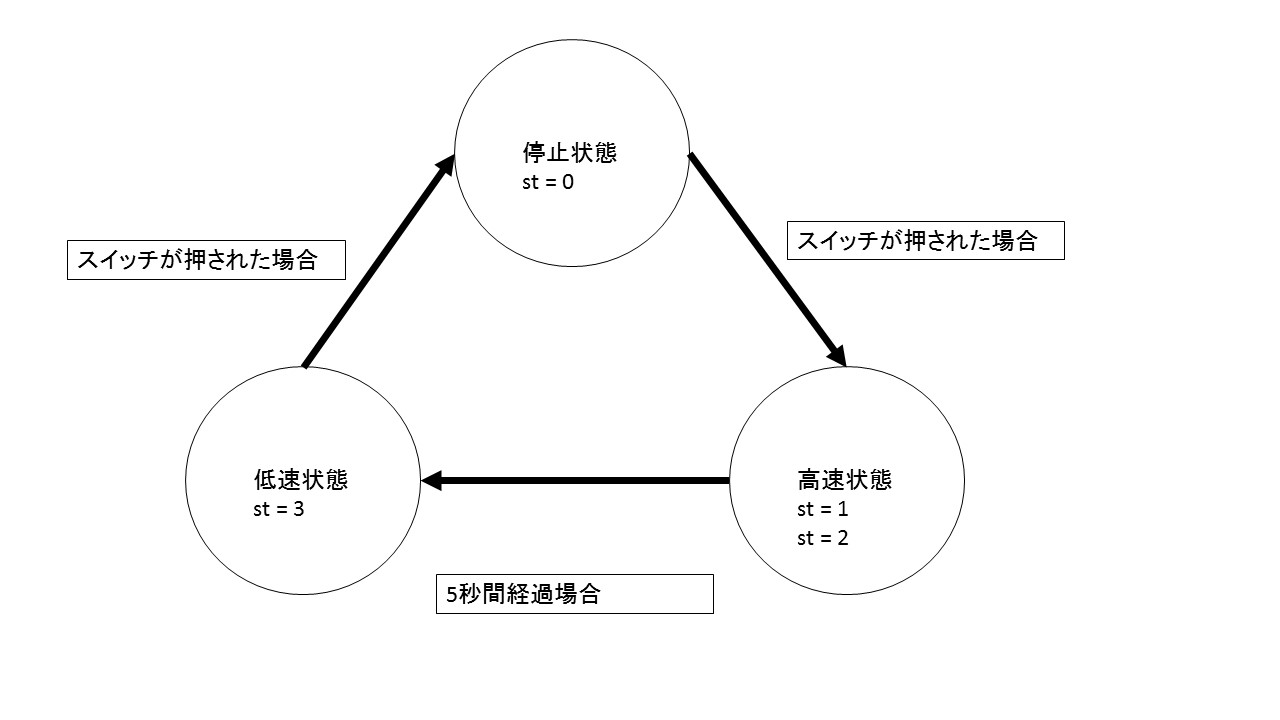 停止状態
st = 0
スイッチが押された場合
スイッチが押された場合
低速状態
st = 3
高速状態
st = 1
st = 2
5秒間経過場合